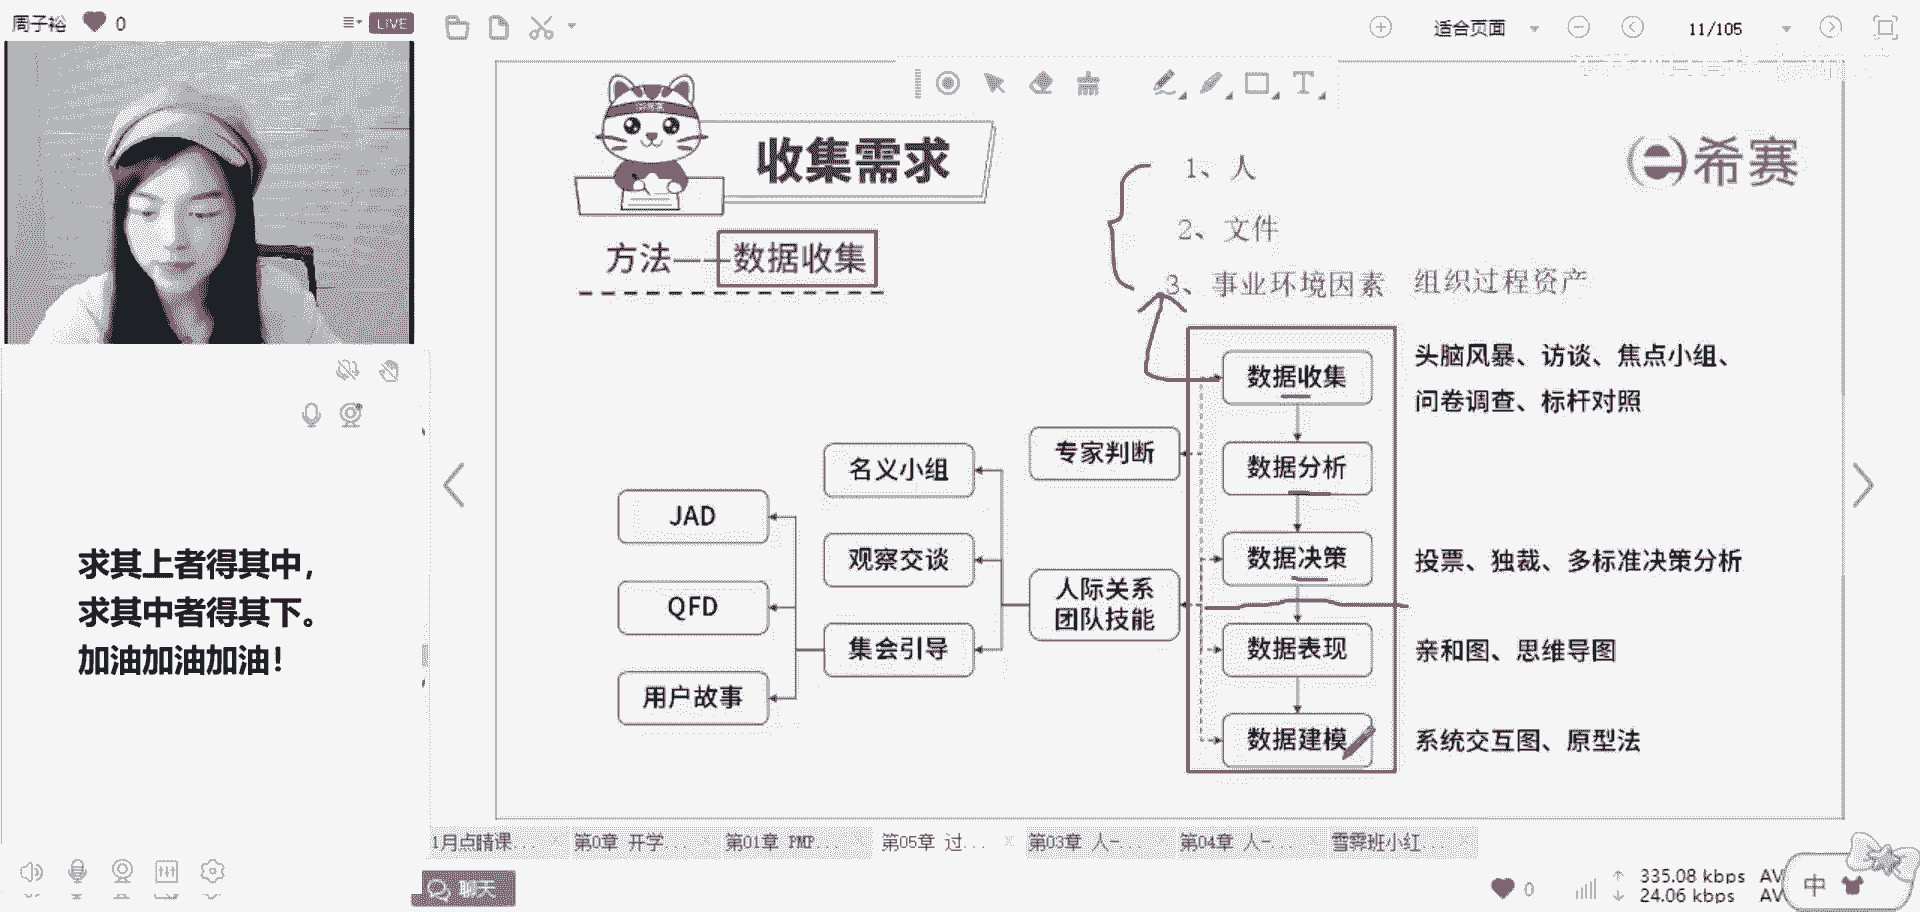 周子裕 0
LIVE
适合页面
11/105
收集需求
希赛
方法——数据收集
1、人
2、文件
3、事业环境因素 组织过程资产
数据收集
头脑风暴、访谈、焦点小组、
问卷调查、标杆对照
数据分析
数据决策
投票、独裁、多标准决策分析
数据表现
亲和图、思维导图
数据建模
系统交互图、原型法
专家判断
人际关系
团队技能
名义小组
观察交谈
集会引导
JAD
QFD
用户故事
求其上者得其中，
求其中者得其下。
加油加油加油！
1月点睛课...
第0章 开学...
第01章 PMP...
第05章 过...
第03章 人-...
第04章 人-...
雪霁班小红...
聊天
0
335.08 kbps AV
24.06 kbps AV
中